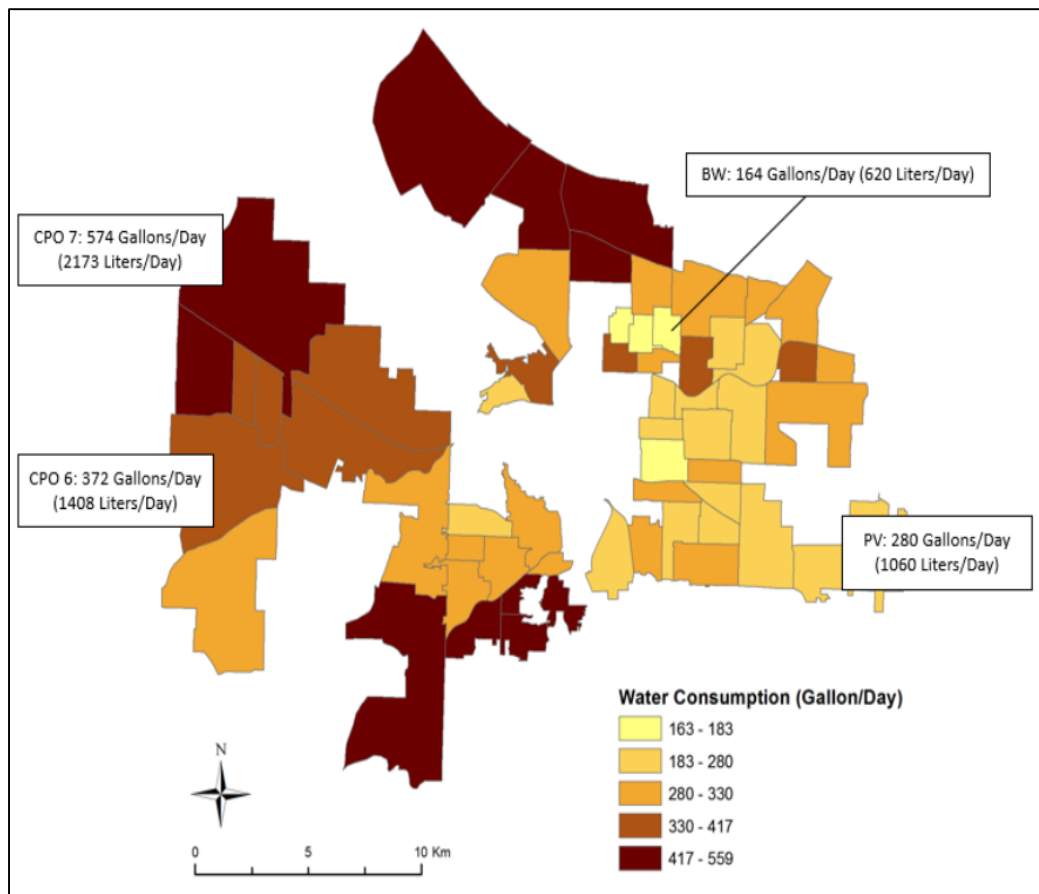 BW: 164 Gallons/Day (620 Liters/Day)
CPO 7: 574 Gallons/Day
(2173 Liters/Day)
CPO 6: 372 Gallons/Day
(1408 Liters/Day)
PV: 280 Gallons/Day
(1060 Liters/Day)
Water Consumption (Gallon/Day)
163 - 183
183 - 280
280 - 330
330 - 417
417 - 559
N
0 5 10 Km